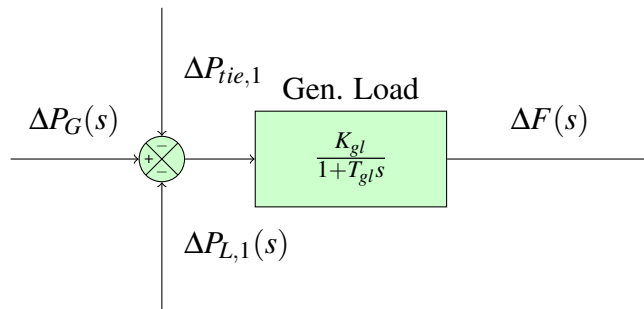 ΔP_{tie,1}
Gen. Load
ΔP_G(s)
ΔF(s)
−
+
−
K_{gl}
1+T_{gl}s
ΔP_{L,1}(s)